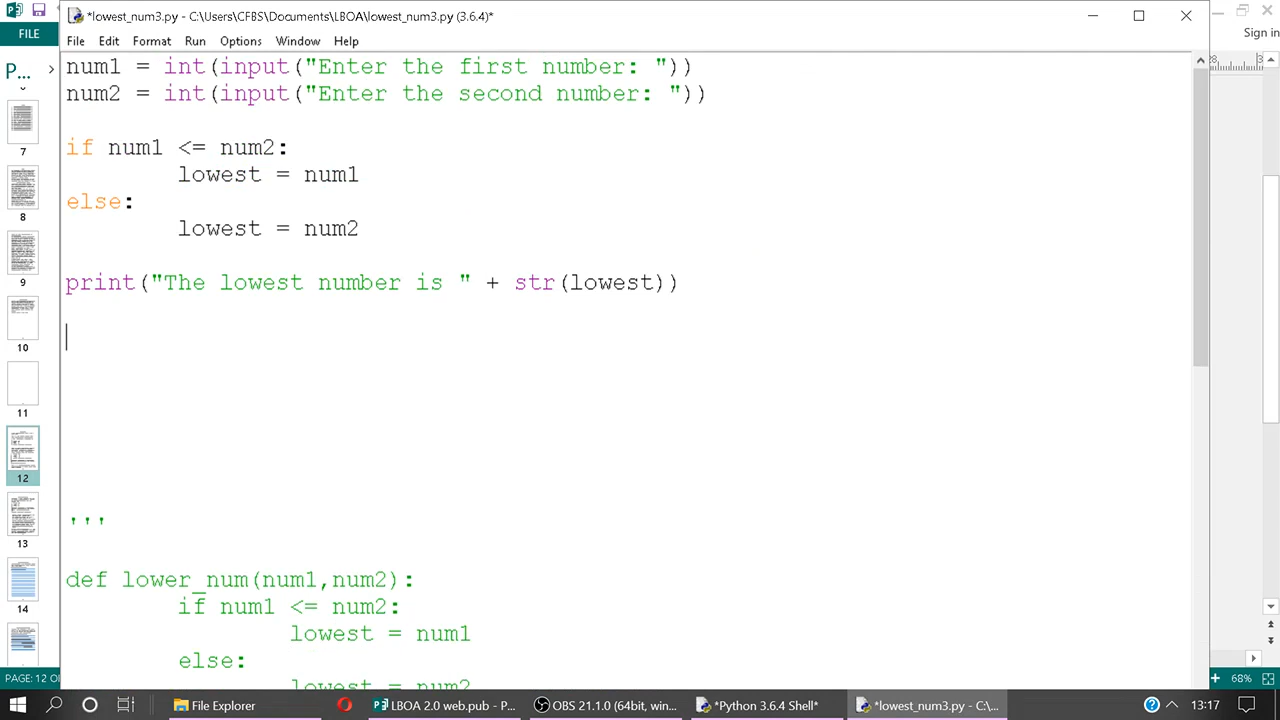 *lowest_num3.py - C:\Users\CFBS\Documents\LBOA\lowest_num3.py (3.6.4)*
FILE
Sign in
File Edit Format Run Options Window Help
P...
num1 = int(input("Enter the first number: "))
num2 = int(input("Enter the second number: "))
if num1 <= num2:
lowest = num1
else:
lowest = num2
print("The lowest number is " + str(lowest))
'''
def lower_num(num1,num2):
if num1 <= num2:
lowest = num1
else:
lowest = num2
7
8
9
10
11
12
13
14
PAGE: 12 O
68%
File Explorer
LBOA 2.0 web.pub - P...
OBS 21.1.0 (64bit, win...
*Python 3.6.4 Shell*
*lowest_num3.py - C:\...
13:17